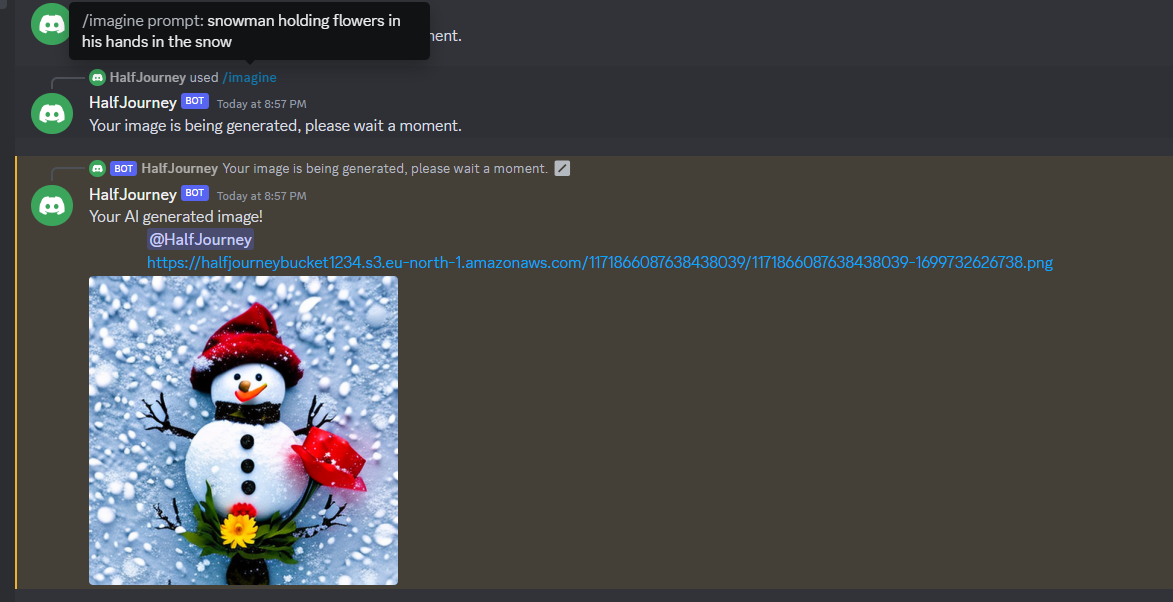 /imagine prompt: snowman holding flowers in
his hands in the snow
nent.
HalfJourney used /imagine
HalfJourney BOT Today at 8:57 PM
Your image is being generated, please wait a moment.
BOT HalfJourney Your image is being generated, please wait a moment.
HalfJourney BOT Today at 8:57 PM
Your AI generated image!
@HalfJourney
https://halfjourneybucket1234.s3.eu-north-1.amazonaws.com/1171866087638438039/1171866087638438039-1699732626738.png